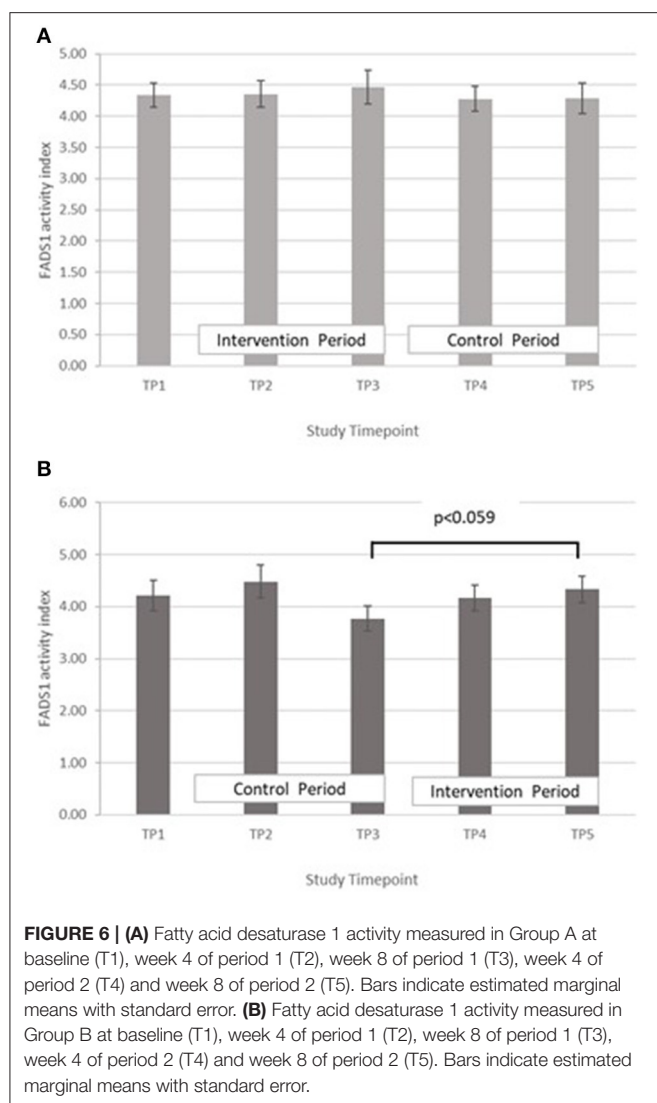 A
5.00
4.50
4.00
3.50
3.00
2.50
2.00
1.50
1.00
0.50
0.00
FADS1 activity index
Intervention Period
Control Period
TP1 TP2 TP3 TP4 TP5
Study Timepoint
B
6.00
5.00
4.00
3.00
2.00
1.00
0.00
FADS1 activity index
p<0.059
Control Period
Intervention Period
TP1 TP2 TP3 TP4 TP5
Study Timepoint
FIGURE 6 | (A) Fatty acid desaturase 1 activity measured in Group A at
baseline (T1), week 4 of period 1 (T2), week 8 of period 1 (T3), week 4 of
period 2 (T4) and week 8 of period 2 (T5). Bars indicate estimated marginal
means with standard error. (B) Fatty acid desaturase 1 activity measured in
Group B at baseline (T1), week 4 of period 1 (T2), week 8 of period 1 (T3),
week 4 of period 2 (T4) and week 8 of period 2 (T5). Bars indicate estimated
marginal means with standard error.